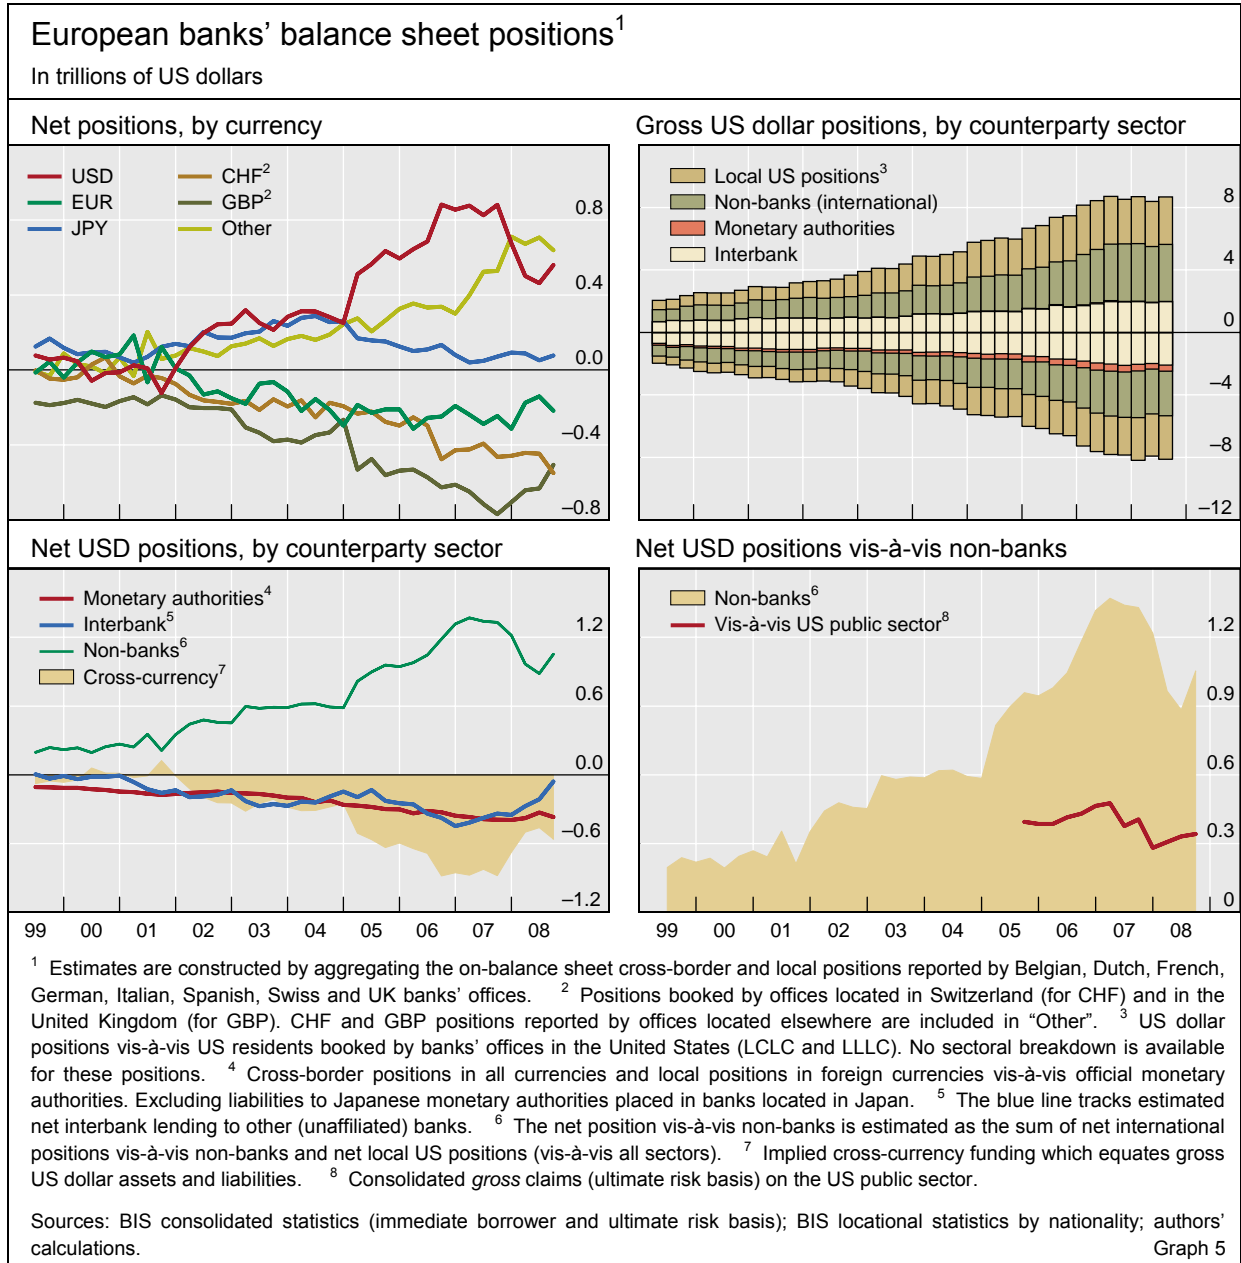 European banks’ balance sheet positions¹
In trillions of US dollars
Net positions, by currency
USD
EUR
JPY
CHF²
GBP²
Other
0.8
0.4
0.0
–0.4
–0.8
Gross US dollar positions, by counterparty sector
Local US positions³
Non-banks (international)
Monetary authorities
Interbank
8
4
0
–4
–8
–12
Net USD positions, by counterparty sector
Monetary authorities⁴
Interbank⁵
Non-banks⁶
Cross-currency⁷
1.2
0.6
0.0
–0.6
–1.2
99 00 01 02 03 04 05 06 07 08
Net USD positions vis-à-vis non-banks
Non-banks⁶
Vis-à-vis US public sector⁸
1.2
0.9
0.6
0.3
0
99 00 01 02 03 04 05 06 07 08
¹ Estimates are constructed by aggregating the on-balance sheet cross-border and local positions reported by Belgian, Dutch, French,
German, Italian, Spanish, Swiss and UK banks’ offices. ² Positions booked by offices located in Switzerland (for CHF) and in the
United Kingdom (for GBP). CHF and GBP positions reported by offices located elsewhere are included in “Other”. ³ US dollar
positions vis-à-vis US residents booked by banks’ offices in the United States (LCLC and LLLC). No sectoral breakdown is available
for these positions. ⁴ Cross-border positions in all currencies and local positions in foreign currencies vis-à-vis official monetary
authorities. Excluding liabilities to Japanese monetary authorities placed in banks located in Japan. ⁵ The blue line tracks estimated
net interbank lending to other (unaffiliated) banks. ⁶ The net position vis-à-vis non-banks is estimated as the sum of net international
positions vis-à-vis non-banks and net local US positions (vis-à-vis all sectors). ⁷ Implied cross-currency funding which equates gross
US dollar assets and liabilities. ⁸ Consolidated gross claims (ultimate risk basis) on the US public sector.
Sources: BIS consolidated statistics (immediate borrower and ultimate risk basis); BIS locational statistics by nationality; authors’
calculations. Graph 5